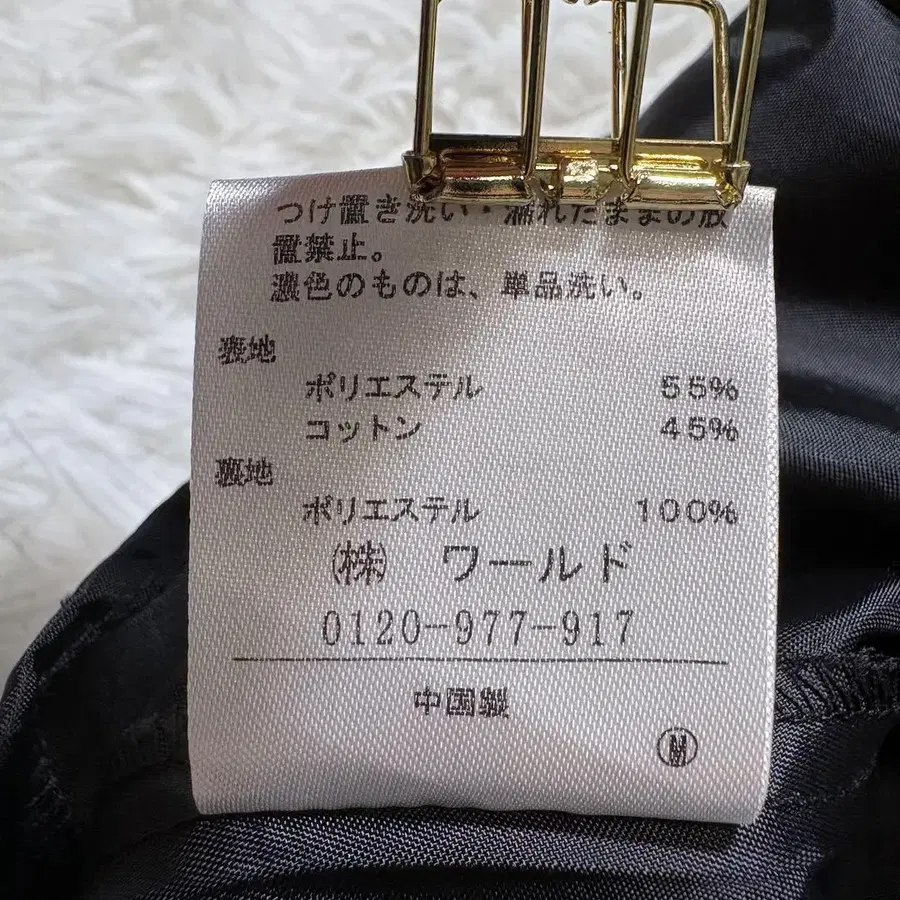 つけ置き洗い・濡れたままの放
置禁止。
濃色のものは、単品洗い。
表地
ポリエステル 55%
コットン 45%
裏地
ポリエステル 100%
㈱ ワールド
0120-977-917
中国製
Ⓜ